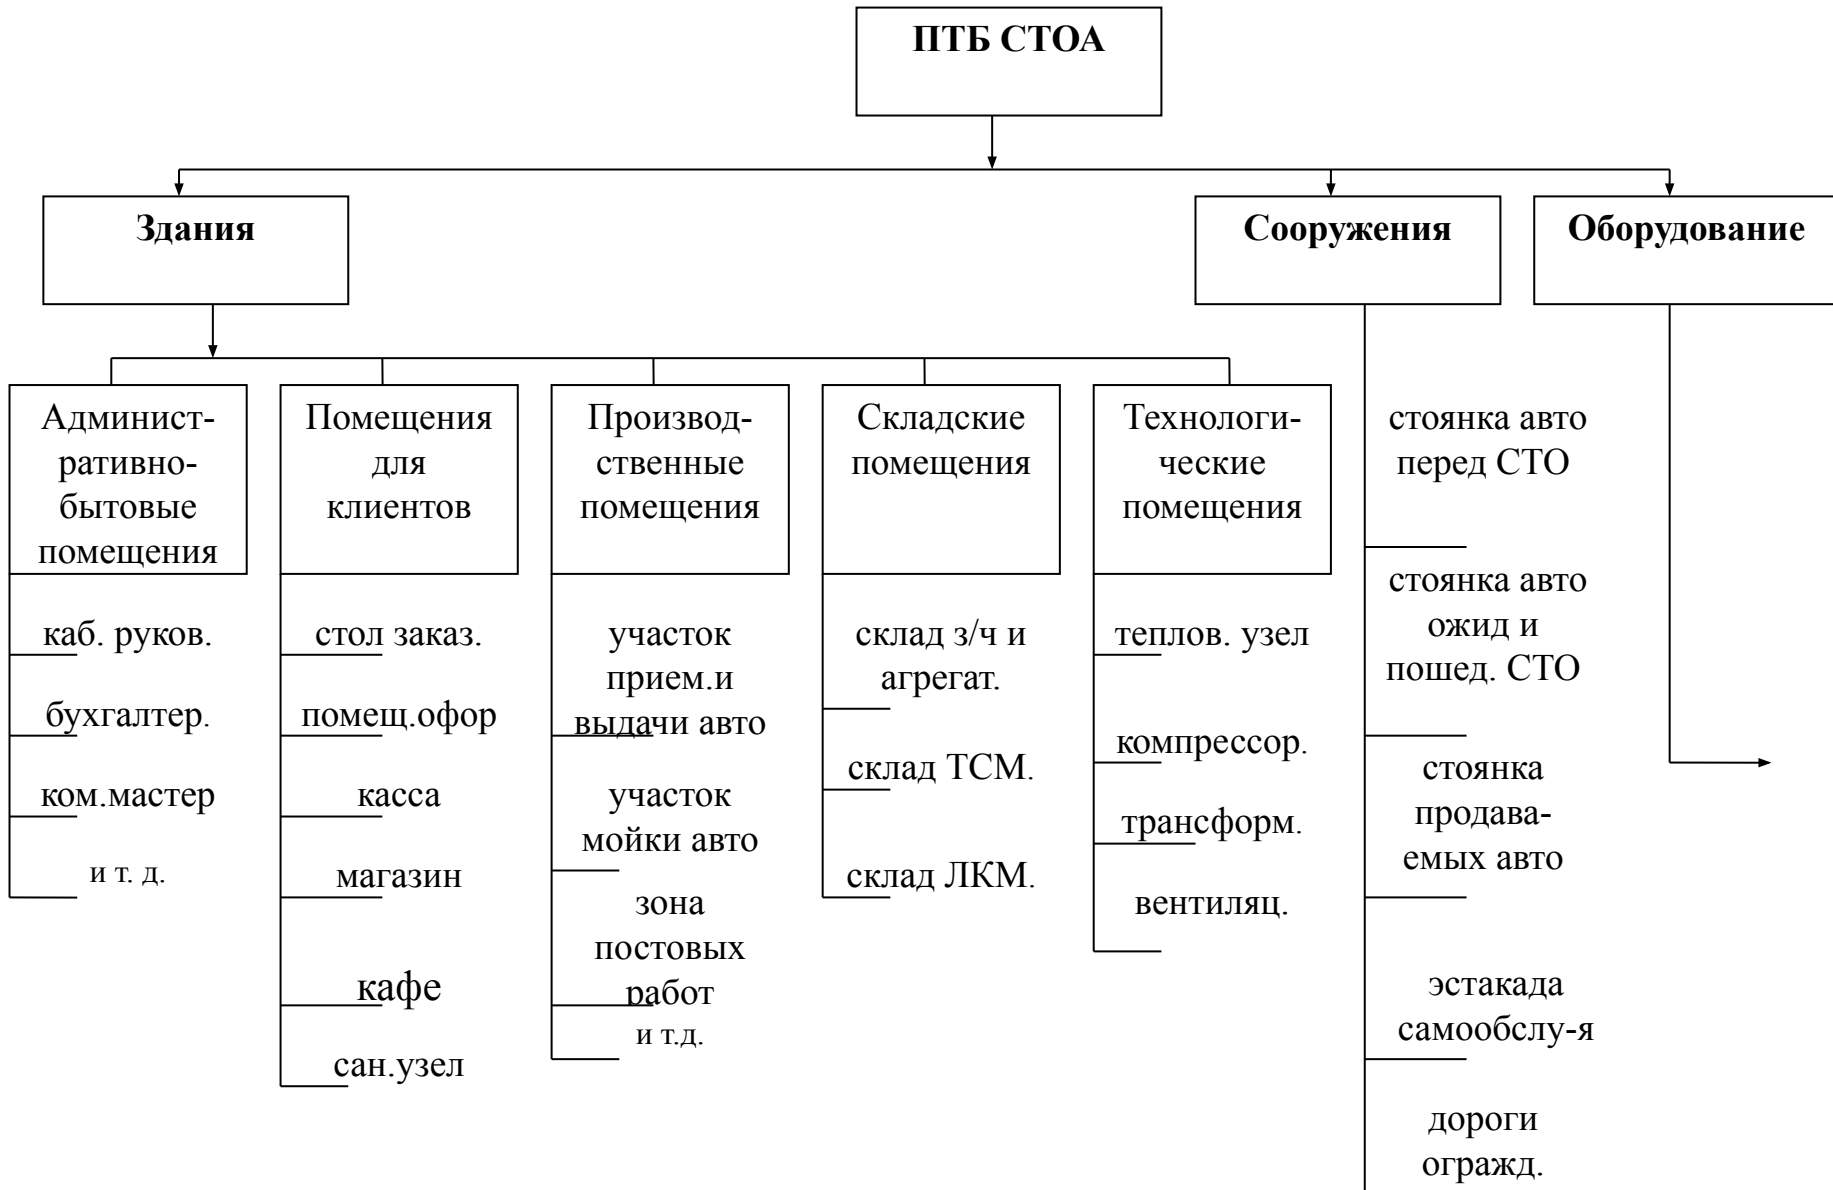 ПТБ СТОА
Здания
Сооружения
Оборудование
Админист-
ративно-
бытовые
помещения
каб. руков.
бухгалтер.
ком.мастер
и т. д.
Помещения
для
клиентов
стол заказ.
помещ.офор
касса
магазин
кафе
сан.узел
Производ-
ственные
помещения
участок
прием.и
выдачи авто
участок
мойки авто
зона
постовых
работ
и т.д.
Складские
помещения
склад з/ч и
агрегат.
склад ТСМ.
склад ЛКМ.
Технологи-
ческие
помещения
теплов. узел
компрессор.
трансформ.
вентиляц.
стоянка авто
перед СТО
стоянка авто
ожид и
пошед. СТО
стоянка
продава-
емых авто
эстакада
самообслу-я
дороги
огражд.